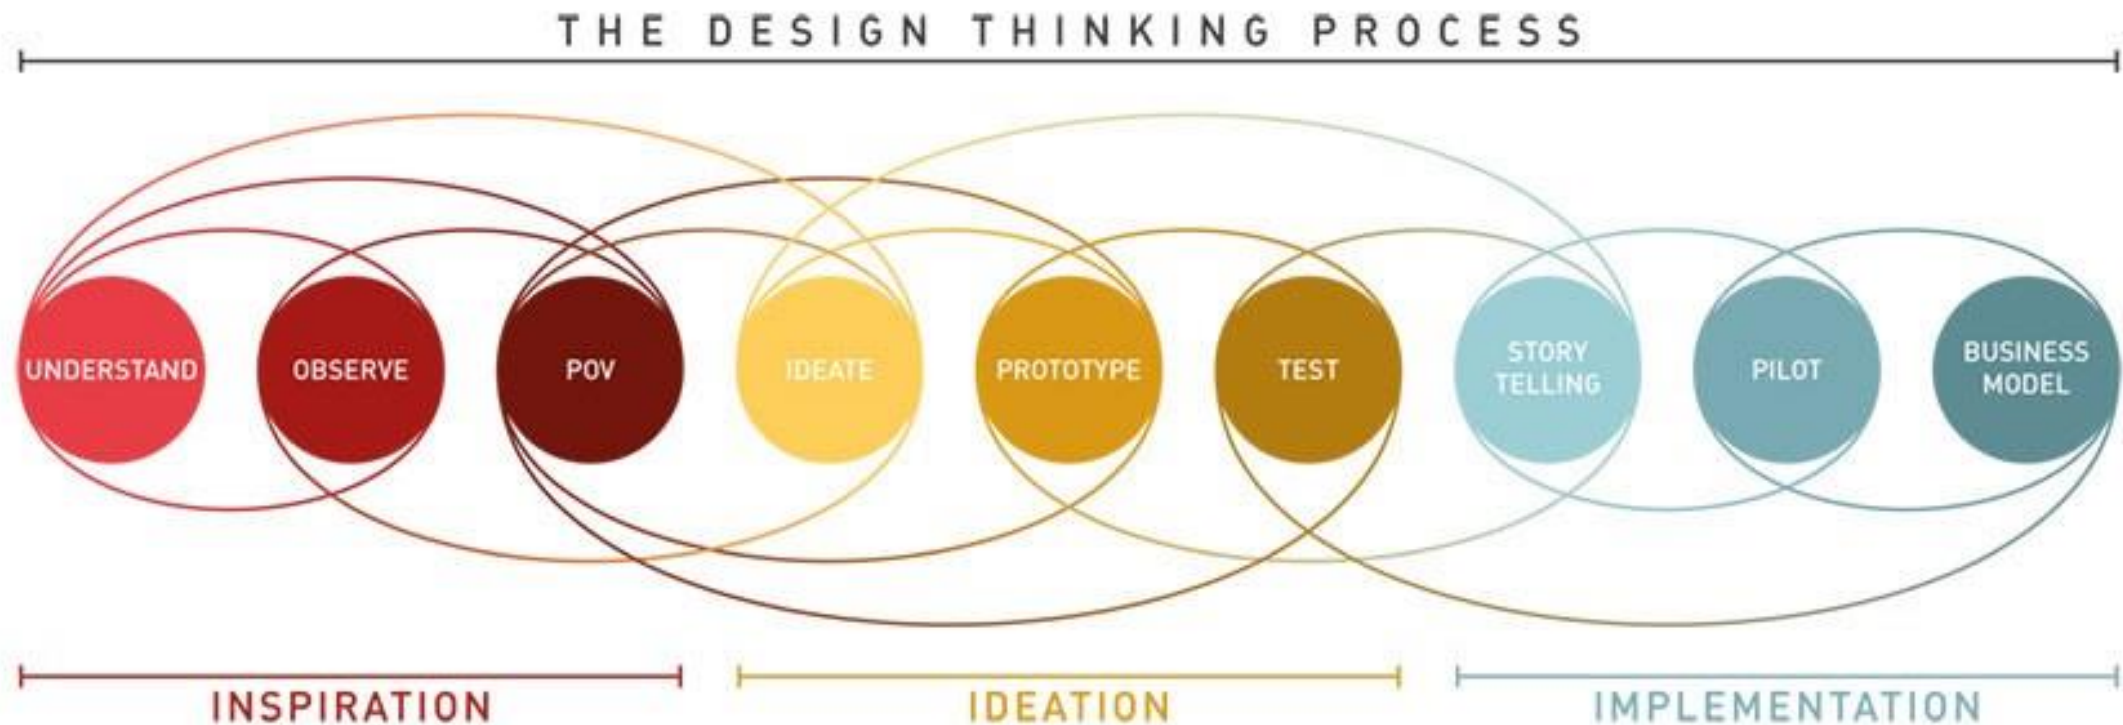 THE DESIGN THINKING PROCESS
UNDERSTAND
OBSERVE
POV
IDEATE
PROTOTYPE
TEST
STORY
TELLING
PILOT
BUSINESS
MODEL
INSPIRATION
IDEATION
IMPLEMENTATION